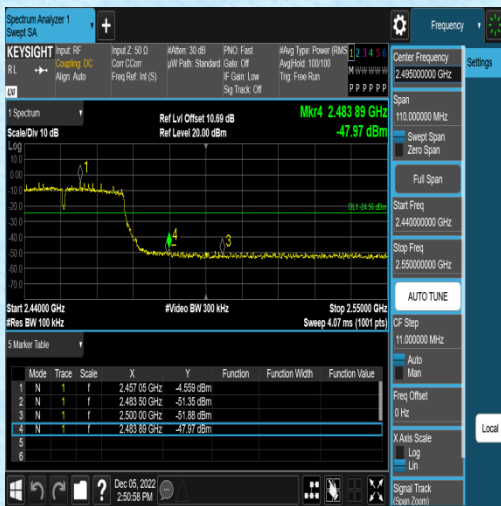 Spectrum Analyzer 1
Swept SA
Frequency
KEYSIGHT
Input: RF
Coupling: DC
Align: Auto
Input Z: 50 Ω
Corr CCorr
Freq Ref: Int (S)
#Atten: 30 dB
µW Path: Standard
PNO: Fast
Gate: Off
IF Gain: Low
Sig Track: Off
#Avg Type: Power (RMS
Avg|Hold: 100/100
Trig: Free Run
1 2 3 4 5 6
M W W W W W
P P P P P P
RL
LXI
1 Spectrum
Scale/Div 10 dB
Ref Lvl Offset 10.69 dB
Ref Level 20.00 dBm
Mkr4 2.483 89 GHz
-47.97 dBm
Log
10.0
0.00
-10.0
-20.0
-30.0
-40.0
-50.0
-60.0
-70.0
1
4
3
DL1 -24.56 dBm
Start 2.44000 GHz
#Res BW 100 kHz
#Video BW 300 kHz
Stop 2.55000 GHz
Sweep 4.07 ms (1001 pts)
5 Marker Table
Mode Trace Scale X Y Function Function Width Function Value
1 N 1 f 2.457 05 GHz -4.559 dBm
2 N 1 f 2.483 50 GHz -51.35 dBm
3 N 1 f 2.500 00 GHz -51.88 dBm
4 N 1 f 2.483 89 GHz -47.97 dBm
5
6
Dec 05, 2022
2:50:58 PM
?
Center Frequency
2.495000000 GHz
Span
110.000000 MHz
Swept Span
Zero Span
Full Span
Start Freq
2.440000000 GHz
Stop Freq
2.550000000 GHz
AUTO TUNE
CF Step
11.000000 MHz
Auto
Man
Freq Offset
0 Hz
X Axis Scale
Log
Lin
Signal Track
(Span Zoom)
Settings
Local